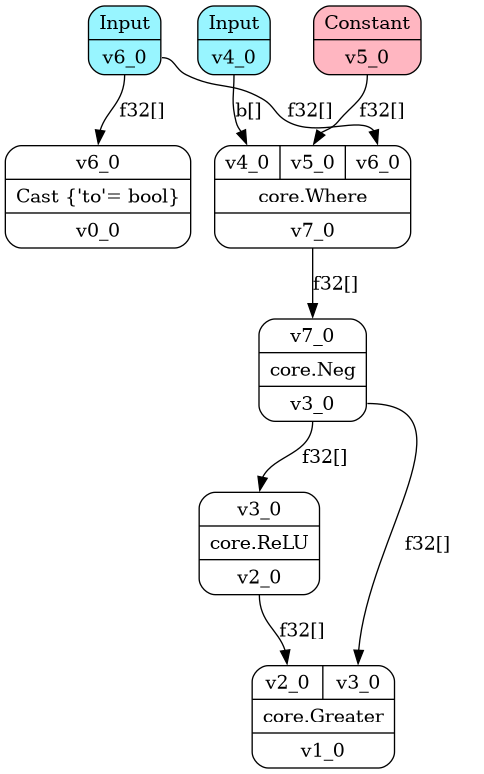 Input
v6_0
Input
v4_0
Constant
v5_0
f32[]
b[]
f32[]
f32[]
v6_0
Cast {'to'= bool}
v0_0
v4_0 v5_0 v6_0
core.Where
v7_0
f32[]
v7_0
core.Neg
v3_0
f32[]
f32[]
v3_0
core.ReLU
v2_0
f32[]
v2_0 v3_0
core.Greater
v1_0